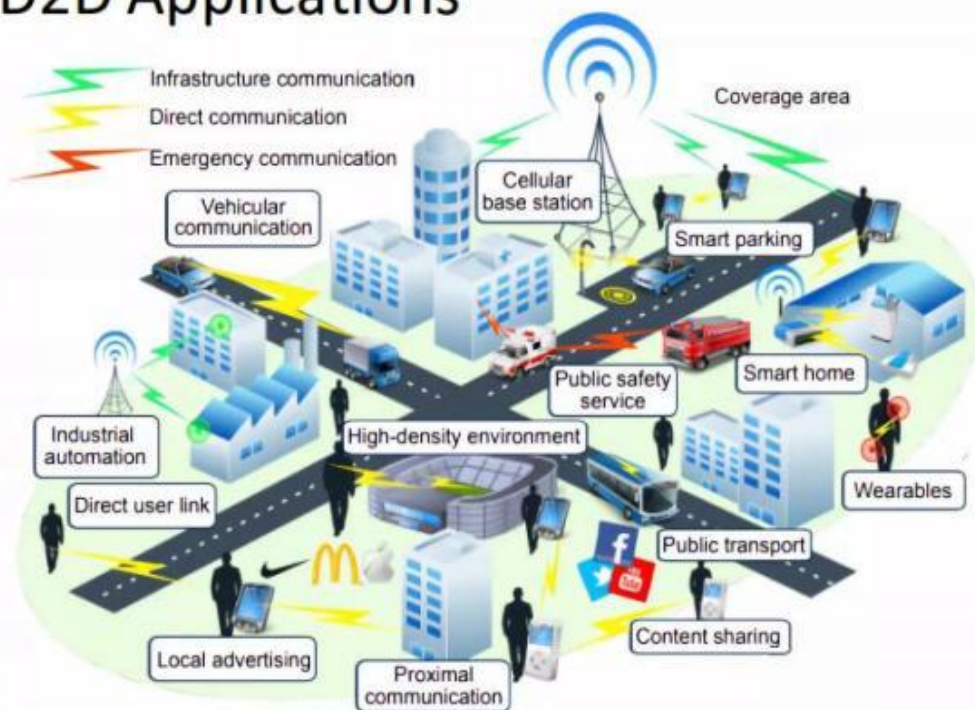 D2D Applications
Infrastructure communication
Direct communication
Emergency communication
Coverage area
Cellular
base station
Vehicular
communication
Smart parking
Public safety
service
Smart home
Industrial
automation
High-density environment
Wearables
Direct user link
Public transport
Content sharing
Local advertising
Proximal
communication